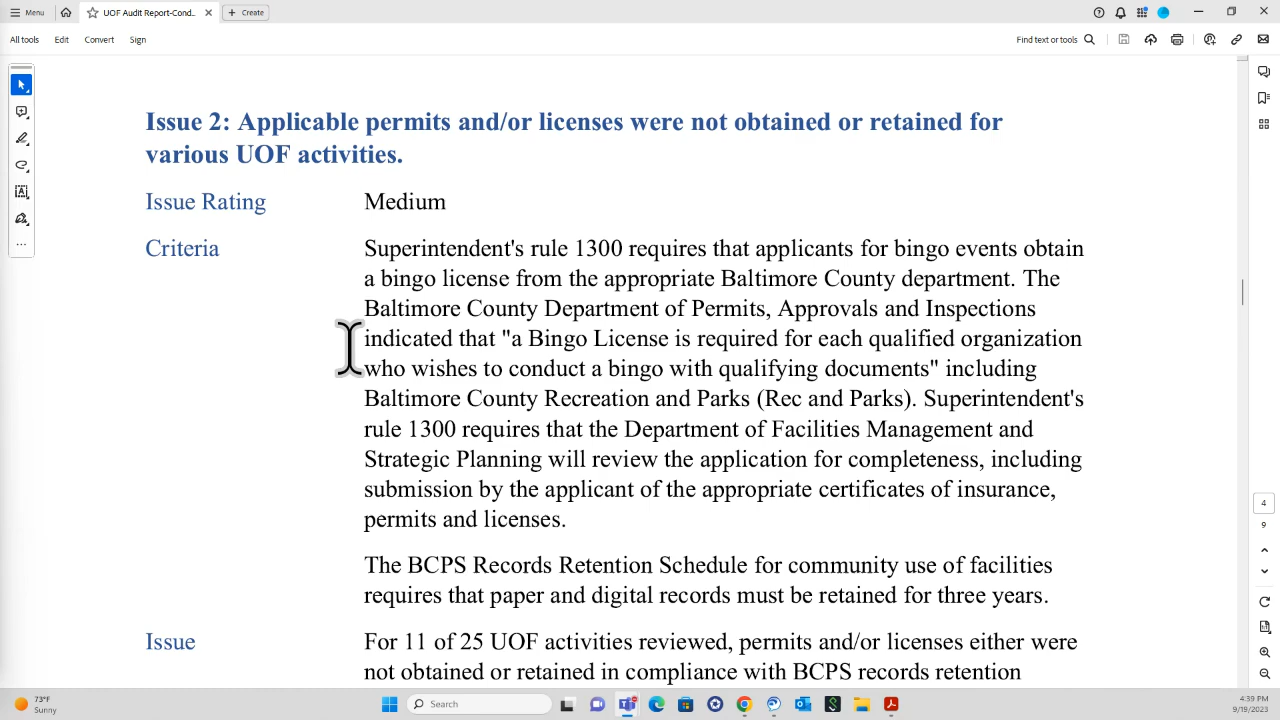 Menu
UOF Audit Report-Cond...
Create
All tools
Edit
Convert
Sign
Find text or tools
Issue 2: Applicable permits and/or licenses were not obtained or retained for
various UOF activities.
Issue Rating
Medium
Criteria
Superintendent's rule 1300 requires that applicants for bingo events obtain
a bingo license from the appropriate Baltimore County department. The
Baltimore County Department of Permits, Approvals and Inspections
indicated that "a Bingo License is required for each qualified organization
who wishes to conduct a bingo with qualifying documents" including
Baltimore County Recreation and Parks (Rec and Parks). Superintendent's
rule 1300 requires that the Department of Facilities Management and
Strategic Planning will review the application for completeness, including
submission by the applicant of the appropriate certificates of insurance,
permits and licenses.
The BCPS Records Retention Schedule for community use of facilities
requires that paper and digital records must be retained for three years.
Issue
For 11 of 25 UOF activities reviewed, permits and/or licenses either were
not obtained or retained in compliance with BCPS records retention
4
9
73°F
Sunny
Search
4:39 PM
9/19/2023